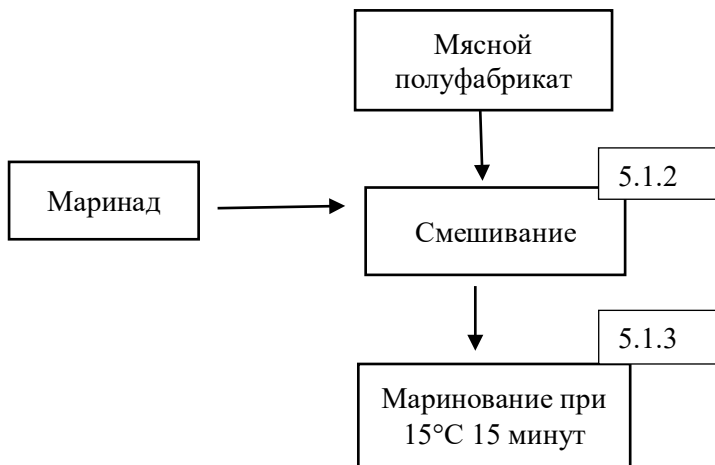 Мясной
полуфабрикат
5.1.2
Маринад
Смешивание
5.1.3
Маринование при
15°С 15 минут